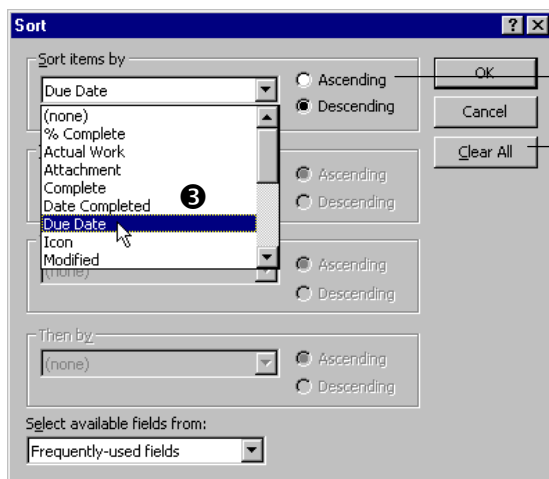 Sort
Sort items by
Due Date
Ascending
Descending
OK
Cancel
Clear All
(none)
% Complete
Actual Work
Attachment
Complete
Date Completed
Due Date
Icon
Modified
❸
Ascending
Descending
(none)
Ascending
Descending
Then by
(none)
Ascending
Descending
Select available fields from:
Frequently-used fields